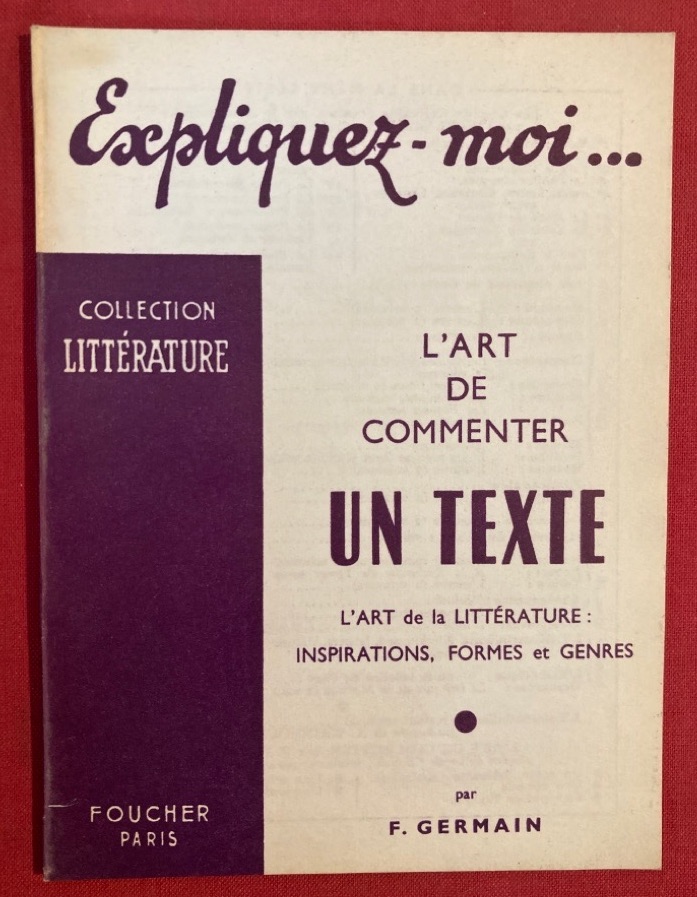 Expliquez-moi...
COLLECTION
LITTÉRATURE
L'ART
DE
COMMENTER
UN TEXTE
L'ART de la LITTÉRATURE :
INSPIRATIONS, FORMES et GENRES
par
F. GERMAIN
FOUCHER
PARIS